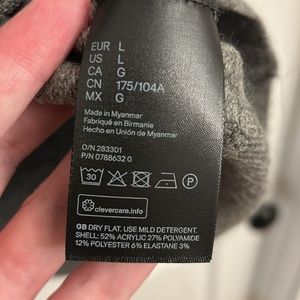 EUR L
US L
CA G
CN 175/104A
MX G
Made in Myanmar
Fabriqué en Birmanie
Hecho en Unión de Myanmar
O/N 283301
P/N 0788632 0
30
clevercare.info
GB DRY FLAT. USE MILD DETERGENT.
SHELL: 52% ACRYLIC 27% POLYAMIDE
12% POLYESTER 6% ELASTANE 3%